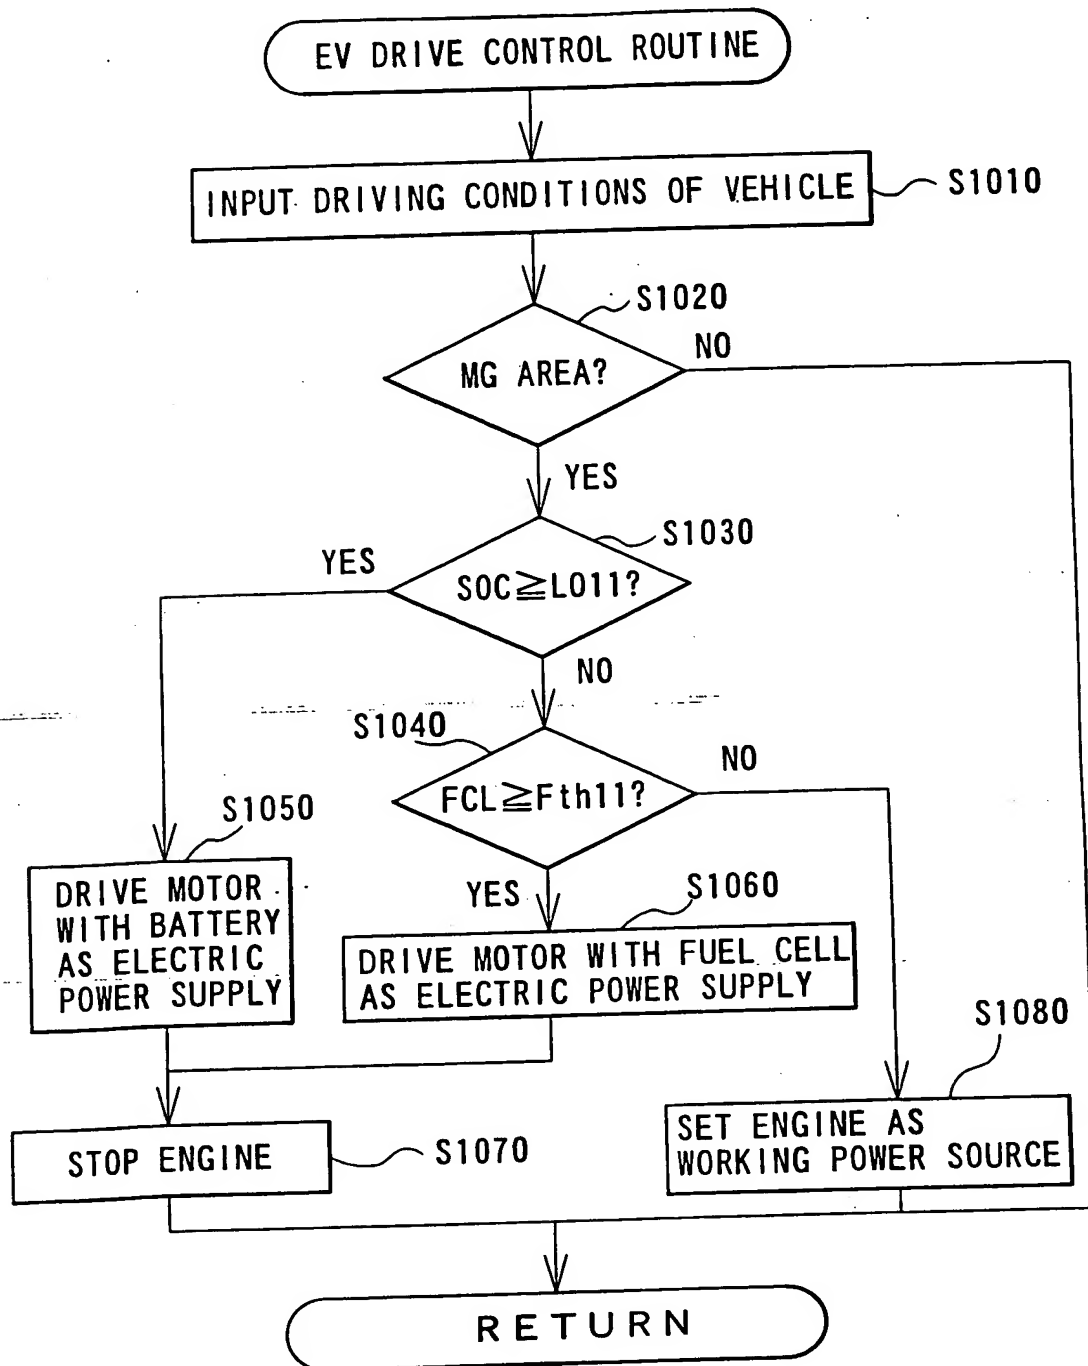 EV DRIVE CONTROL ROUTINE
INPUT DRIVING CONDITIONS OF VEHICLE
S1010
S1020
MG AREA?
NO
YES
S1030
YES
SOC≧LO11?
NO
S1040
NO
FCL≧Fth11?
S1050
YES
S1060
DRIVE MOTOR
WITH BATTERY
AS ELECTRIC
POWER SUPPLY
DRIVE MOTOR WITH FUEL CELL
AS ELECTRIC POWER SUPPLY
S1080
STOP ENGINE
S1070
SET ENGINE AS
WORKING POWER SOURCE
RETURN